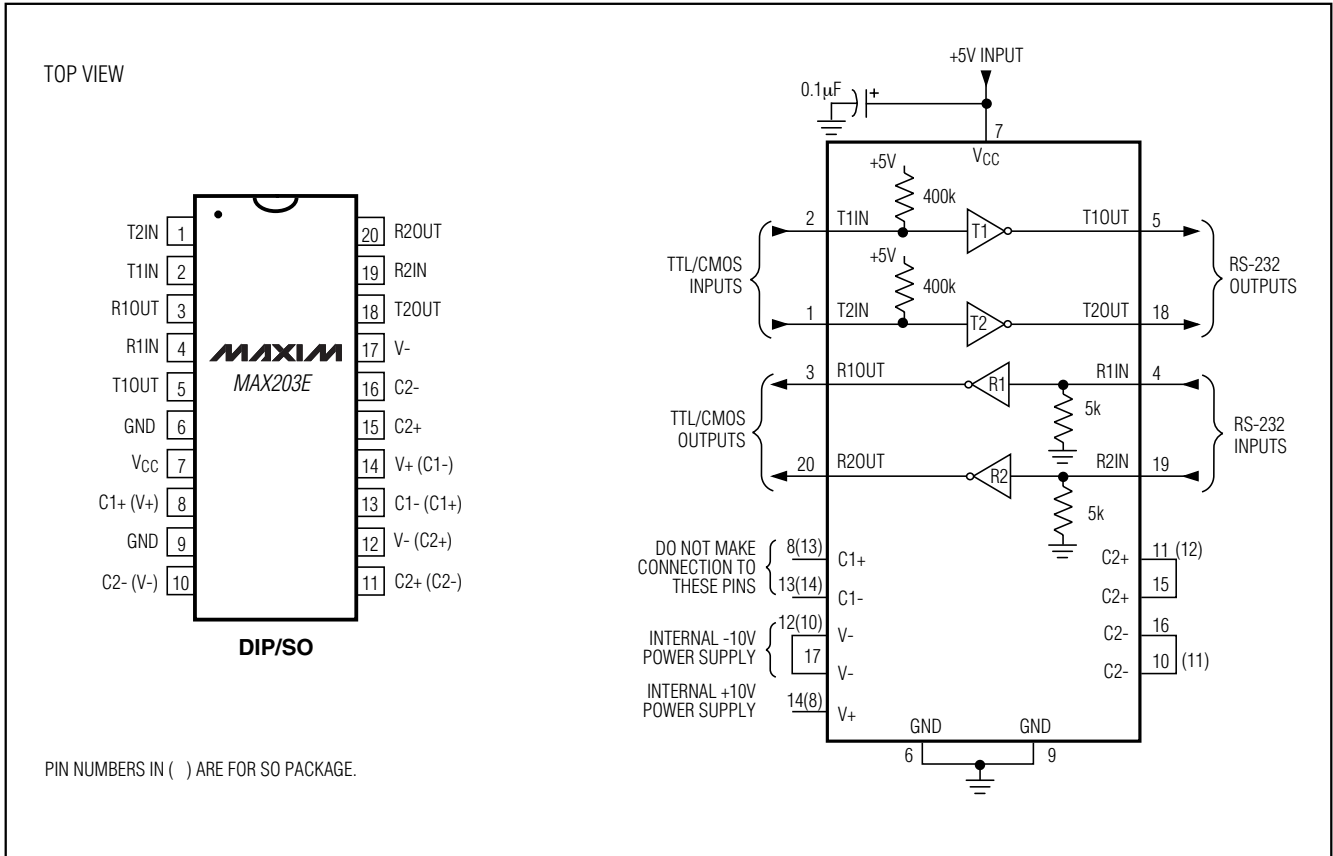 TOP VIEW
T2IN 1
T1IN 2
R1OUT 3
R1IN 4
T1OUT 5
GND 6
VCC 7
C1+ (V+) 8
GND 9
C2- (V-) 10
20 R2OUT
19 R2IN
18 T2OUT
17 V-
16 C2-
15 C2+
14 V+ (C1-)
13 C1- (C1+)
12 V- (C2+)
11 C2+ (C2-)
MAXIM
MAX203E
DIP/SO
PIN NUMBERS IN ( ) ARE FOR SO PACKAGE.
+5V INPUT
0.1µF +
7
VCC
+5V
400k
2 T1IN T1 T1OUT 5
TTL/CMOS
INPUTS
+5V
400k
RS-232
OUTPUTS
1 T2IN T2 T2OUT 18
3 R1OUT R1 R1IN 4
5k
TTL/CMOS
OUTPUTS
RS-232
INPUTS
20 R2OUT R2 R2IN 19
5k
DO NOT MAKE
CONNECTION TO
THESE PINS
8(13) C1+
13(14) C1-
C2+ 11 (12)
C2+ 15
INTERNAL -10V
POWER SUPPLY
12(10) V-
17 V-
C2- 16
C2- 10 (11)
INTERNAL +10V
POWER SUPPLY
14(8) V+
GND GND
6 9